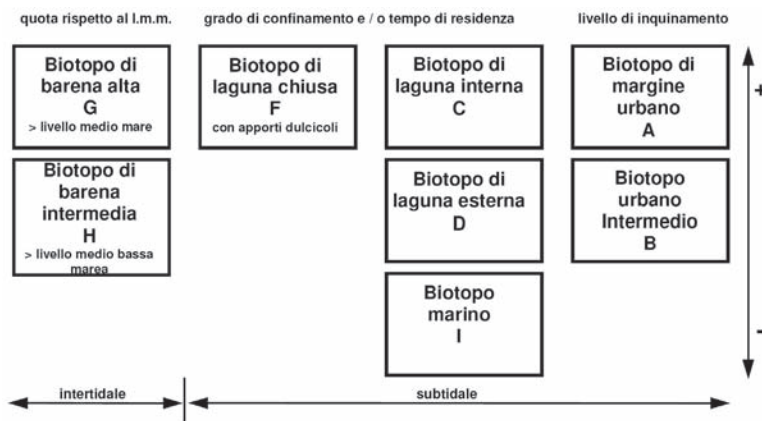 quota rispetto al l.m.m.
grado di confinamento e / o tempo di residenza
livello di inquinamento
Biotopo di
barena alta
G
> livello medio mare
Biotopo di
laguna chiusa
F
con apporti dulcicoli
Biotopo di
laguna interna
C
Biotopo di
margine
urbano
A
+
Biotopo di
barena
intermedia
H
> livello medio bassa
marea
Biotopo di
laguna esterna
D
Biotopo
urbano
Intermedio
B
Biotopo
marino
I
-
intertidale
subtidale